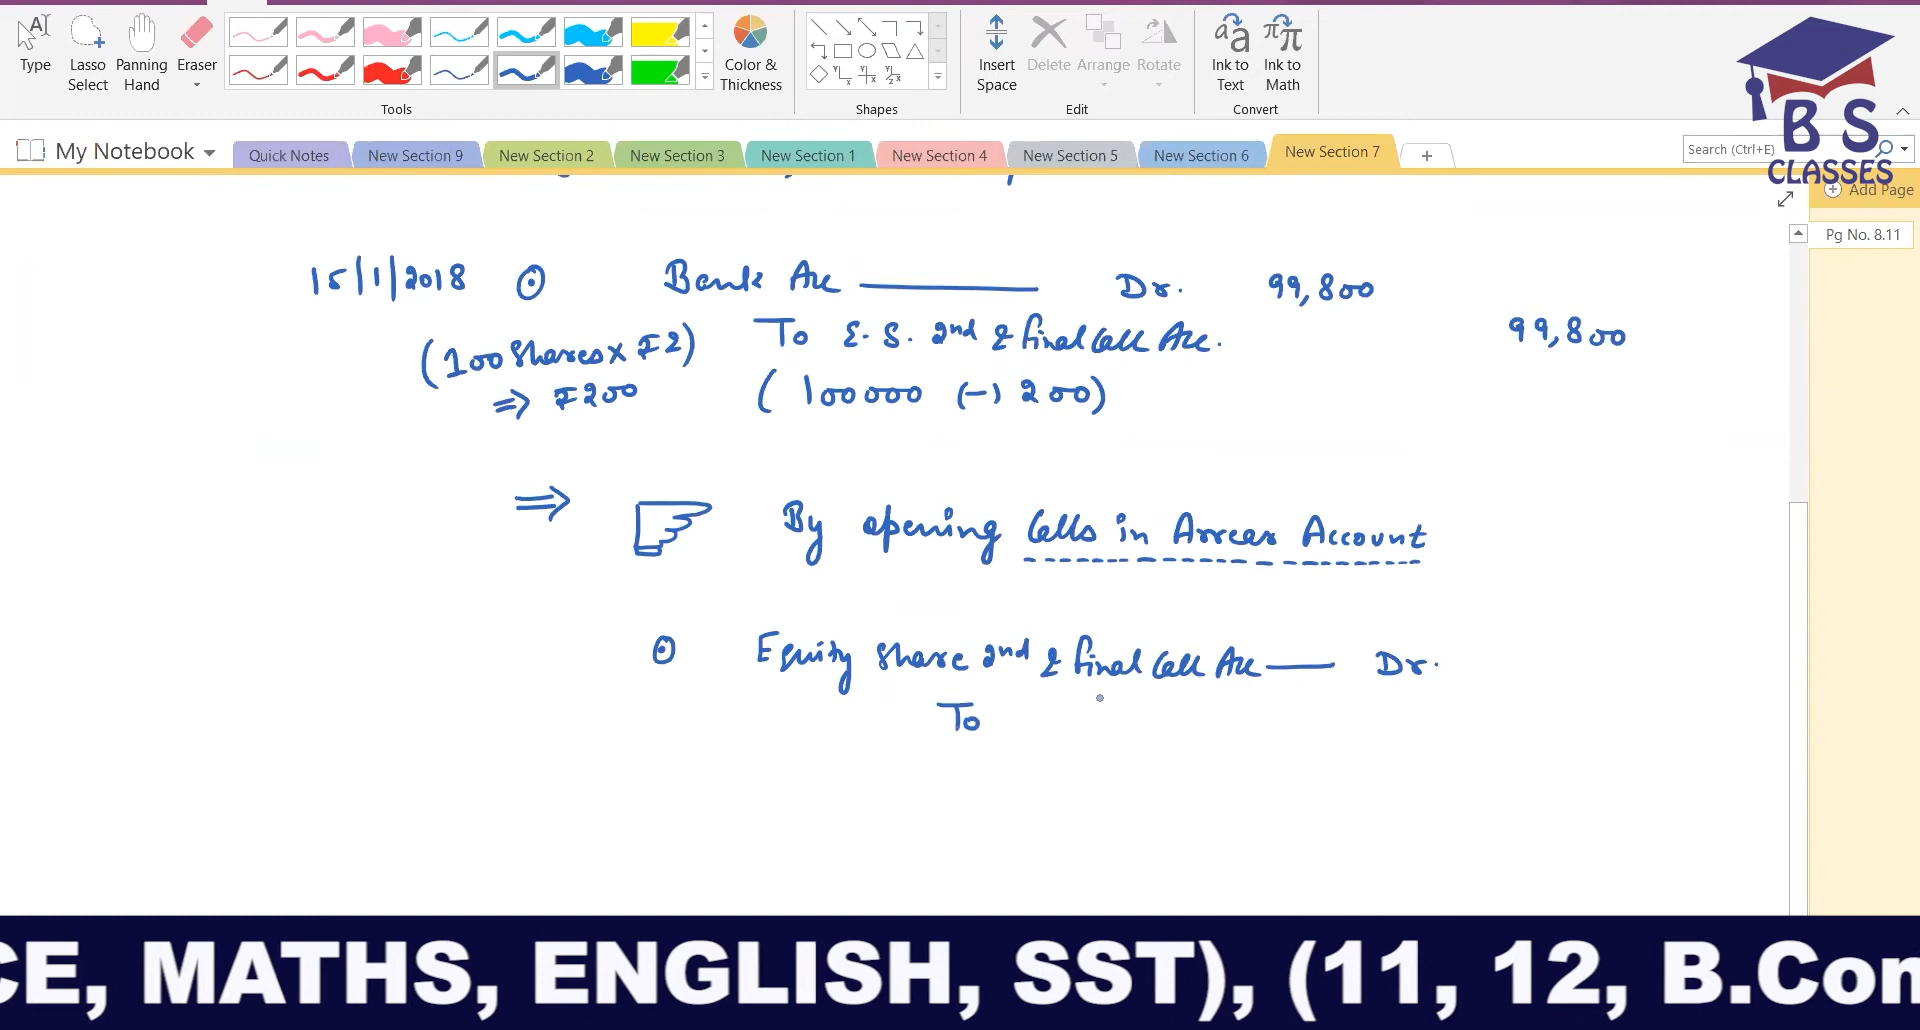 Type
Lasso Select
Panning Hand
Eraser
Color & Thickness
Insert Space
Delete
Arrange
Rotate
Ink to Text
Ink to Math
Tools
Shapes
Edit
Convert
B S
CLASSES
My Notebook
Quick Notes
New Section 9
New Section 2
New Section 3
New Section 1
New Section 4
New Section 5
New Section 6
New Section 7
Search (Ctrl+E)
Add Page
Pg No. 8.11
15/1/2018 Bank A/c Dr. 99,800
To E.S. 2nd & final Call A/c. 99,800
(100 Shares x ₹2)
⇒ ₹200
(100000 (-) 200)
⇒ By opening Calls in Arrear Account
Equity Share 2nd & final Call A/c Dr.
To
CE, MATHS, ENGLISH, SST), (11, 12, B.Con